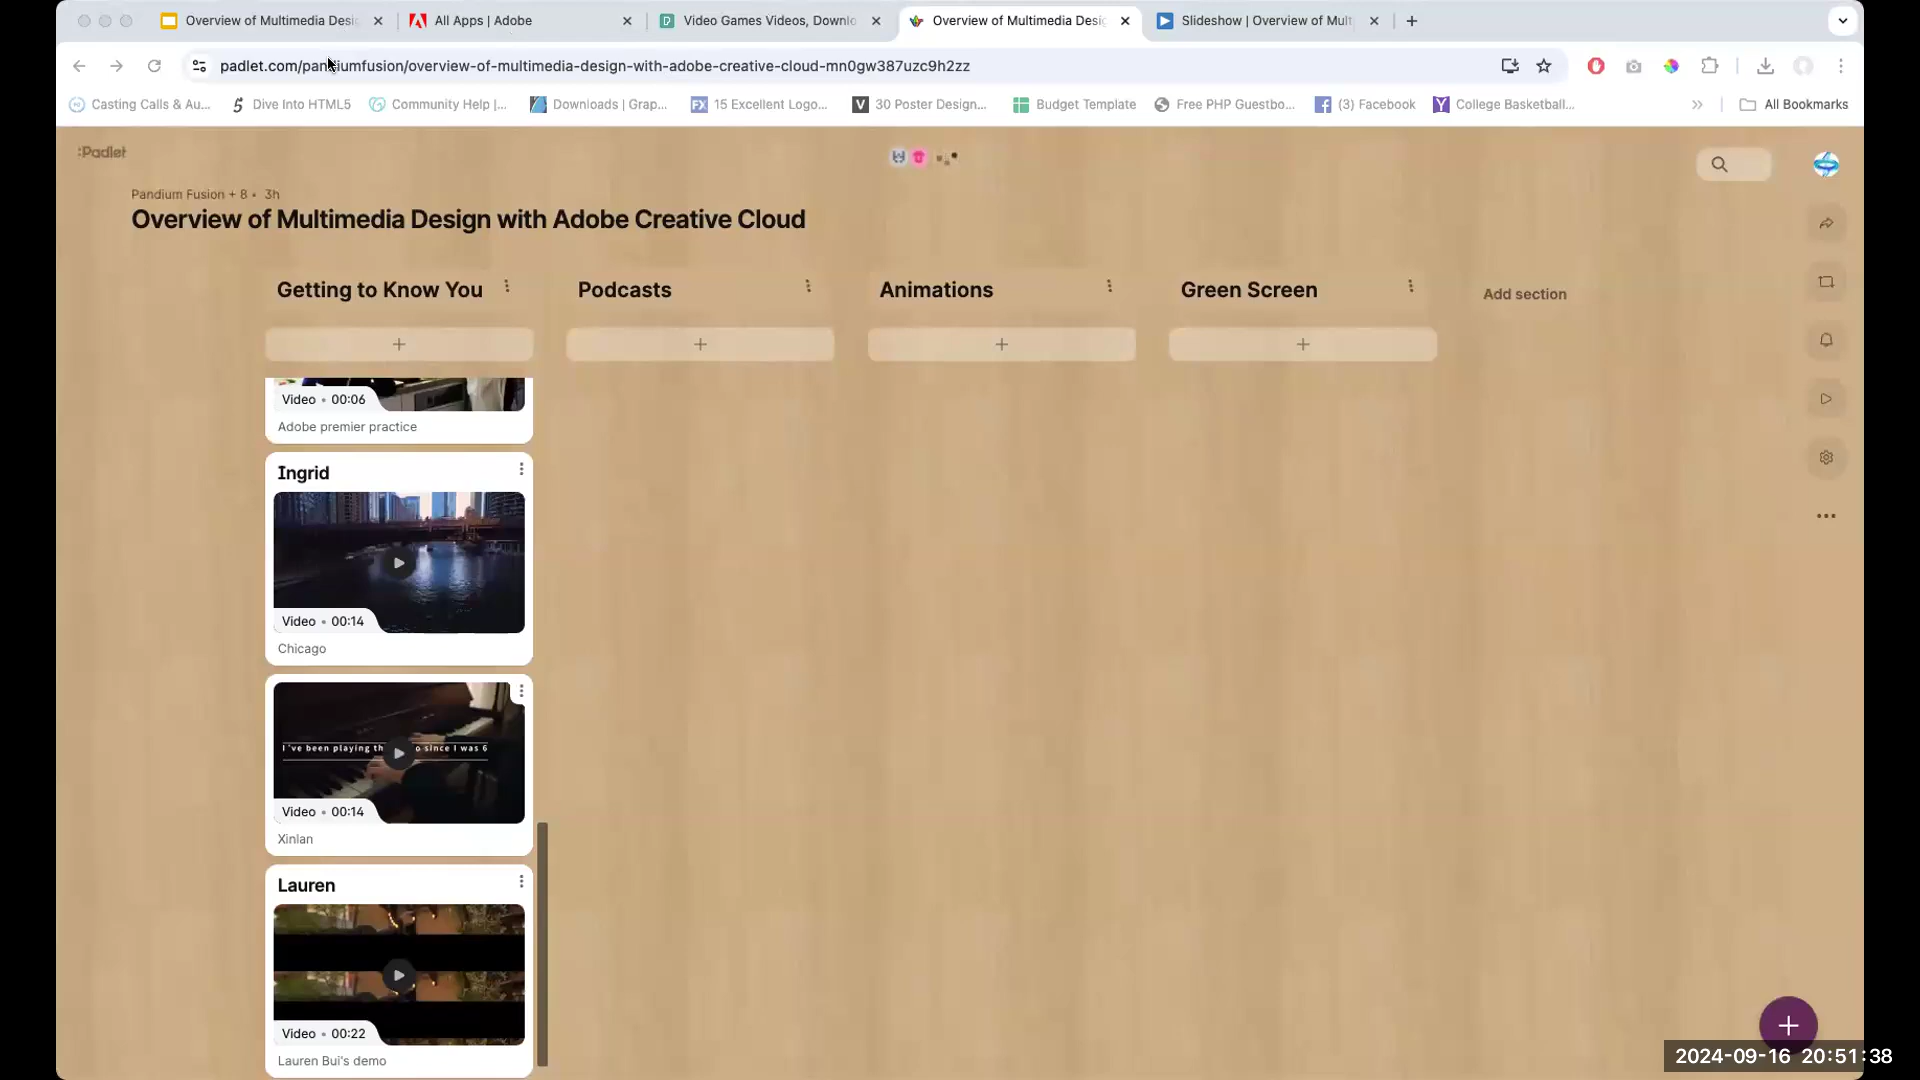 Overview of Multimedia Desi
All Apps | Adobe
Video Games Videos, Downlo
Overview of Multimedia Desi
Slideshow | Overview of Mult
padlet.com/pandiumfusion/overview-of-multimedia-design-with-adobe-creative-cloud-mn0gw387uzc9h2zz
Casting Calls & Au...
Dive Into HTML5
Community Help |...
Downloads | Grap...
15 Excellent Logo...
30 Poster Design...
Budget Template
Free PHP Guestbo...
(3) Facebook
College Basketball...
All Bookmarks
:Padlet
Pandium Fusion + 8 • 3h
Overview of Multimedia Design with Adobe Creative Cloud
Getting to Know You
Podcasts
Animations
Green Screen
Add section
Video • 00:06
Adobe premier practice
Ingrid
Video • 00:14
Chicago
I've been playing th
o since I was 6
Video • 00:14
Xinlan
Lauren
Video • 00:22
Lauren Bui's demo
2024-09-16 20:51:38